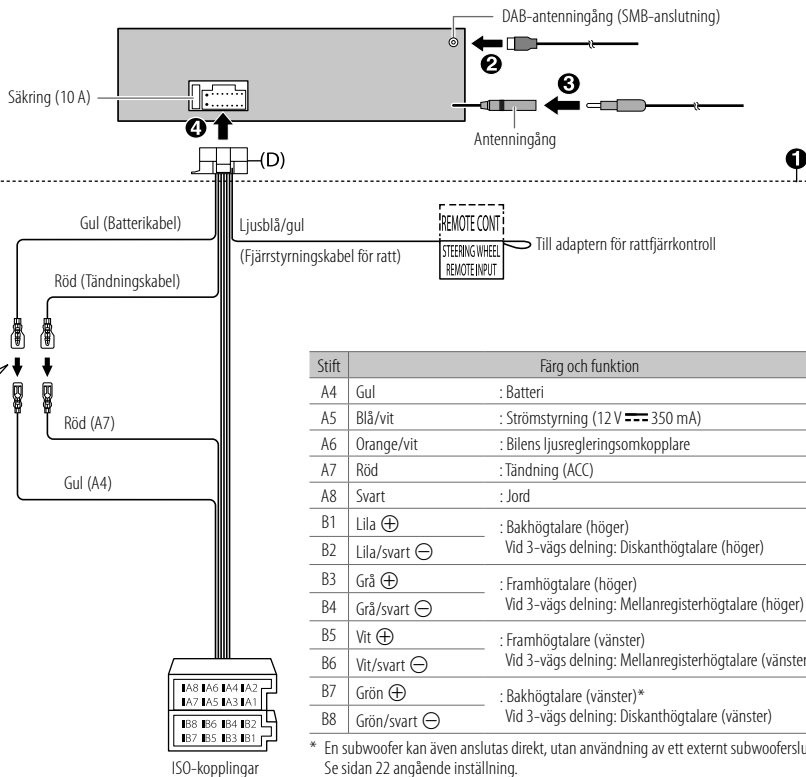 DAB-antenningång (SMB-anslutning)
❷
Säkring (10 A)
❸
❹
Antenningång
(D)
❶
Gul (Batterikabel)
Ljusblå/gul
REMOTE CONT
(Fjärrstyrningskabel för ratt)
STEERING WHEEL
REMOTE INPUT
Till adaptern för rattfjärrkontroll
Röd (Tändningskabel)
Röd (A7)
Gul (A4)
Stift Färg och funktion
A4 Gul : Batteri
A5 Blå/vit : Strömstyrning (12 V ⎓ 350 mA)
A6 Orange/vit : Bilens ljusregleringsomkopplare
A7 Röd : Tändning (ACC)
A8 Svart : Jord
B1 Lila ⊕ : Bakhögtalare (höger)
B2 Lila/svart ⊖ Vid 3-vägs delning: Diskanthögtalare (höger)
B3 Grå ⊕ : Framhögtalare (höger)
B4 Grå/svart ⊖ Vid 3-vägs delning: Mellanregisterhögtalare (höger)
B5 Vit ⊕ : Framhögtalare (vänster)
B6 Vit/svart ⊖ Vid 3-vägs delning: Mellanregisterhögtalare (vänster
B7 Grön ⊕ : Bakhögtalare (vänster)*
B8 Grön/svart ⊖ Vid 3-vägs delning: Diskanthögtalare (vänster)
* En subwoofer kan även anslutas direkt, utan användning av ett externt subwooferslu
Se sidan 22 angående inställning.
A8 A6 A4 A2
A7 A5 A3 A1
B8 B6 B4 B2
B7 B5 B3 B1
ISO-kopplingar